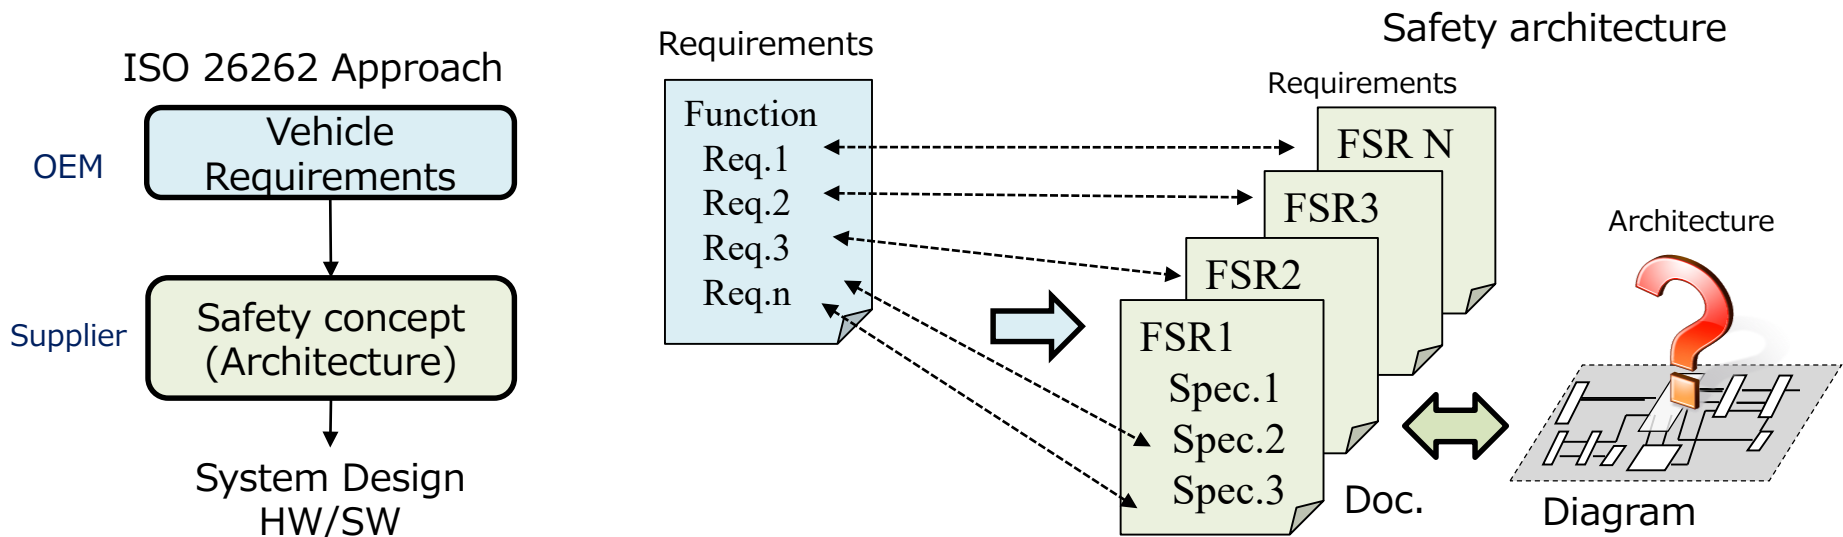 ISO 26262 Approach
OEM
Vehicle
Requirements
Supplier
Safety concept
(Architecture)
System Design
HW/SW
Requirements
Function
Req.1
Req.2
Req.3
Req.n
Safety architecture
Requirements
FSR N
FSR3
FSR2
FSR1
Spec.1
Spec.2
Spec.3
Doc.
Architecture
?
Diagram